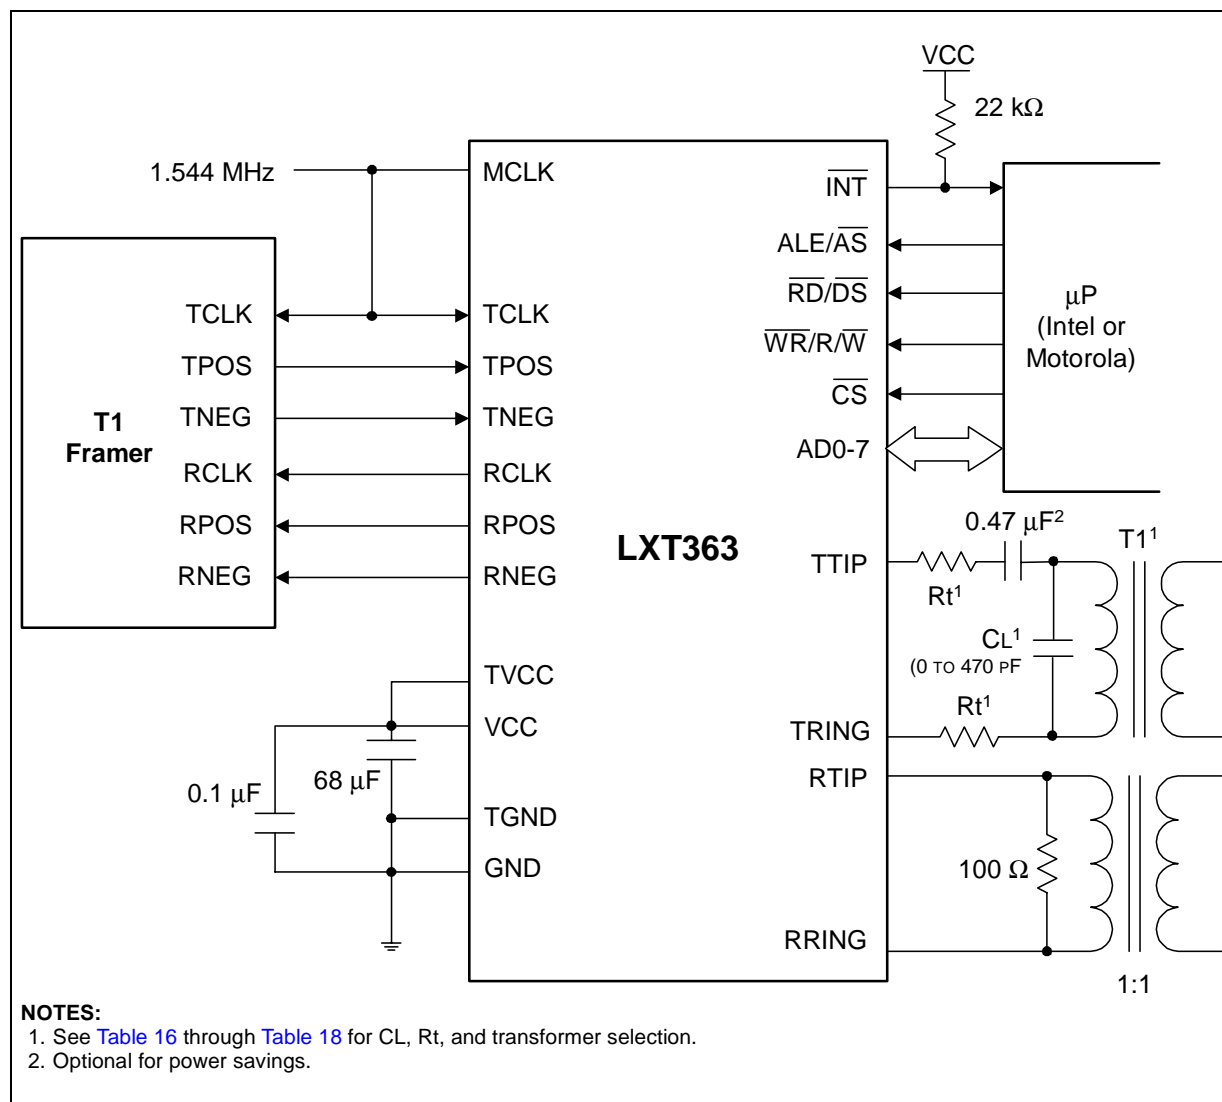 VCC
22 kΩ
1.544 MHz
MCLK
INT
ALE/AS
RD/DS
WR/R/W
CS
AD0-7
μP
(Intel or
Motorola)
T1
Framer
TCLK
TPOS
TNEG
RCLK
RPOS
RNEG
TCLK
TPOS
TNEG
RCLK
RPOS
RNEG
LXT363
TTIP
0.47 μF²
T1¹
Rt¹
CL¹
(0 TO 470 PF
Rt¹
TRING
TVCC
VCC
68 μF
0.1 μF
TGND
GND
RTIP
100 Ω
RRING
1:1
NOTES:
1. See Table 16 through Table 18 for CL, Rt, and transformer selection.
2. Optional for power savings.